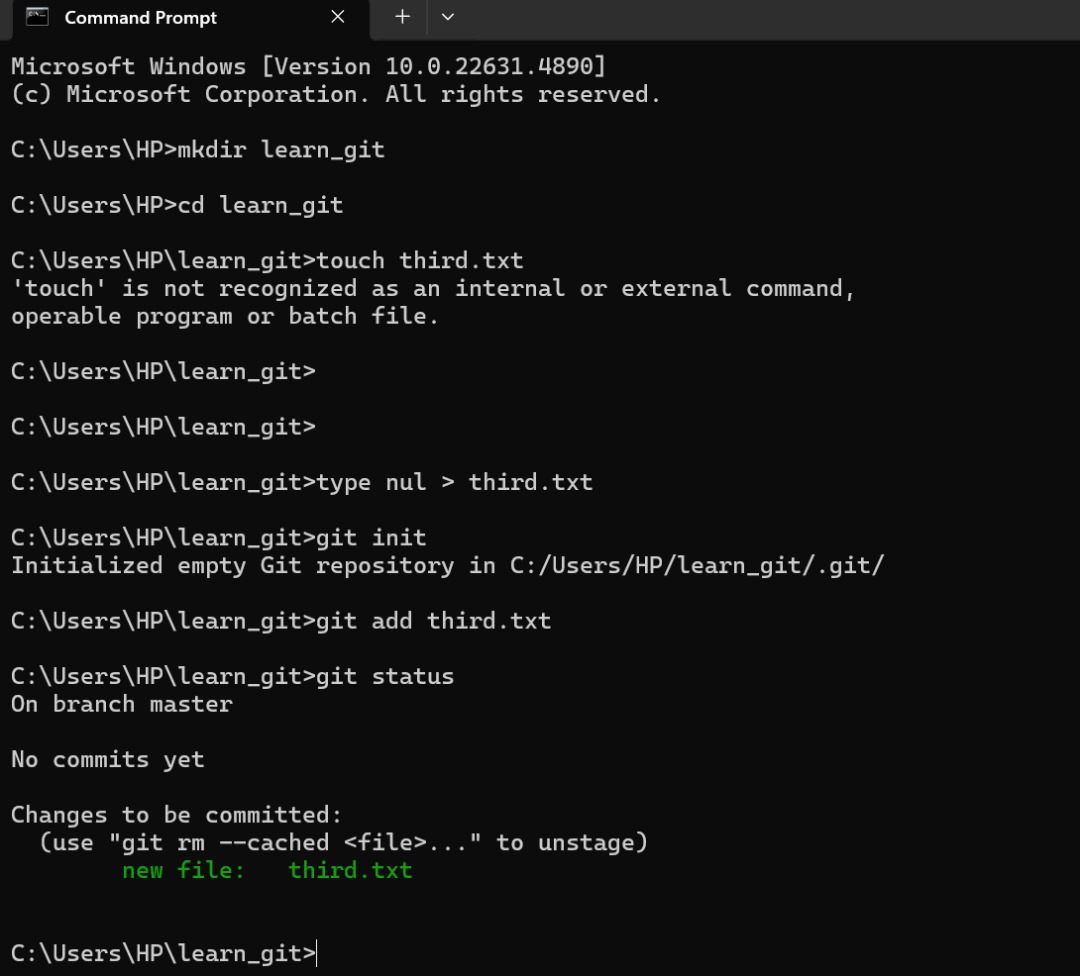 Command Prompt
Microsoft Windows [Version 10.0.22631.4890]
(c) Microsoft Corporation. All rights reserved.
C:\Users\HP>mkdir learn_git
C:\Users\HP>cd learn_git
C:\Users\HP\learn_git>touch third.txt
'touch' is not recognized as an internal or external command,
operable program or batch file.
C:\Users\HP\learn_git>
C:\Users\HP\learn_git>
C:\Users\HP\learn_git>type nul > third.txt
C:\Users\HP\learn_git>git init
Initialized empty Git repository in C:/Users/HP/learn_git/.git/
C:\Users\HP\learn_git>git add third.txt
C:\Users\HP\learn_git>git status
On branch master
No commits yet
Changes to be committed:
  (use "git rm --cached <file>..." to unstage)
        new file:   third.txt
C:\Users\HP\learn_git>